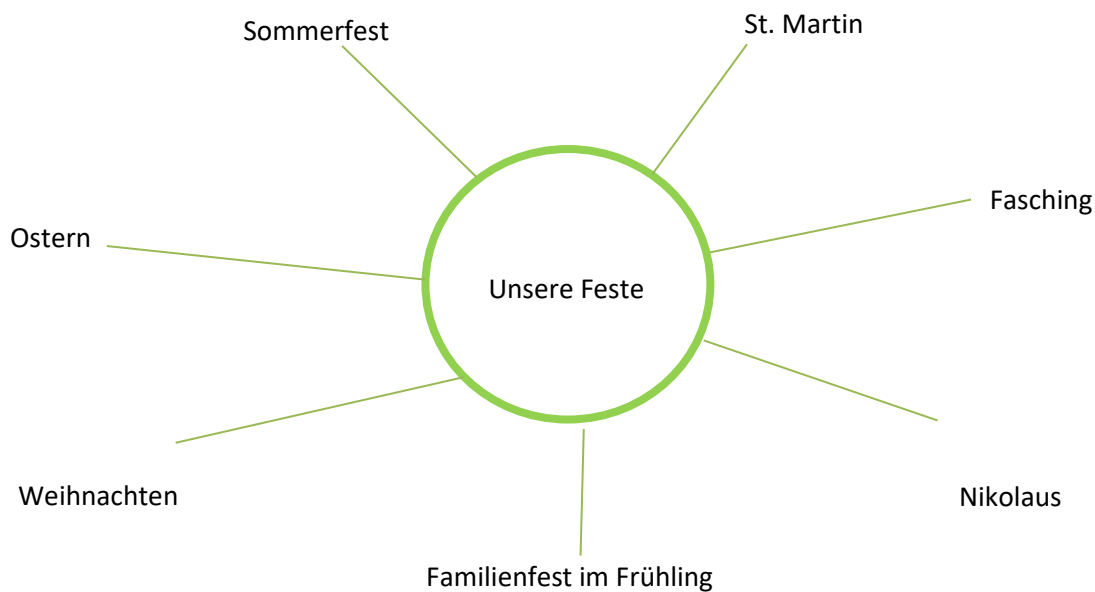 Sommerfest
St. Martin
Fasching
Ostern
Unsere Feste
Weihnachten
Nikolaus
Familienfest im Frühling